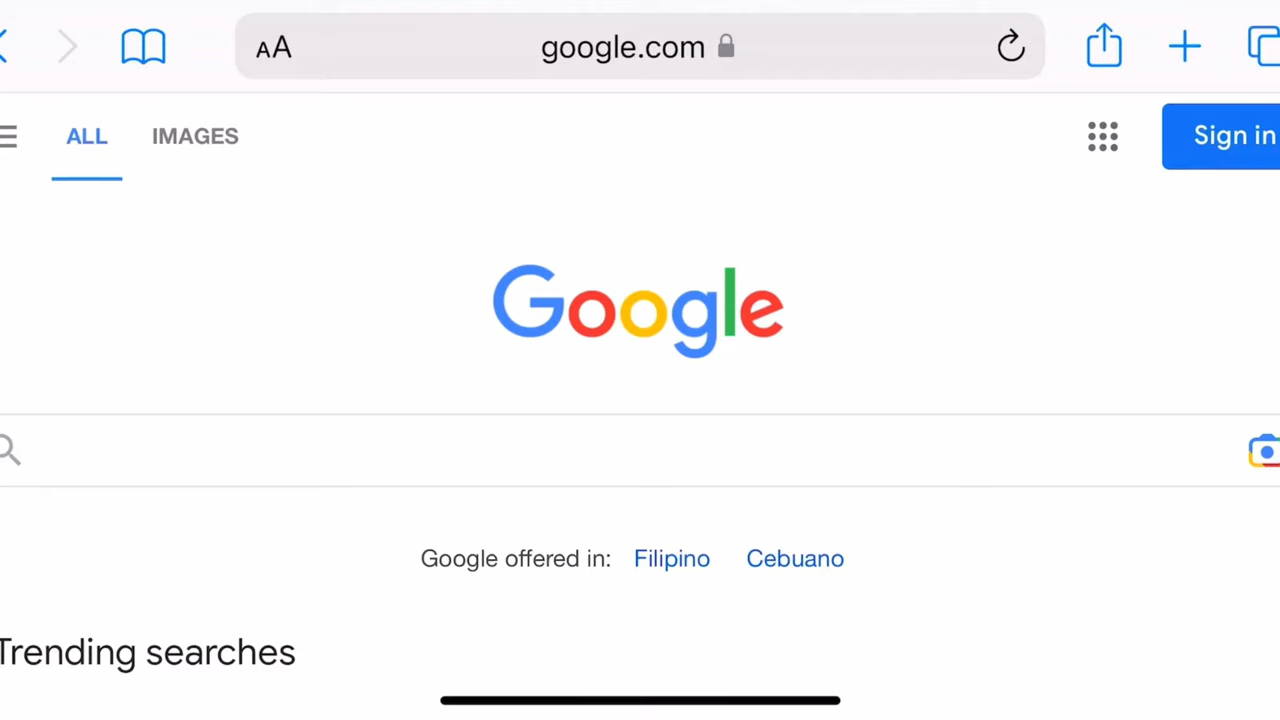 AA google.com
ALL IMAGES Sign in
Google
Google offered in: Filipino Cebuano
Trending searches